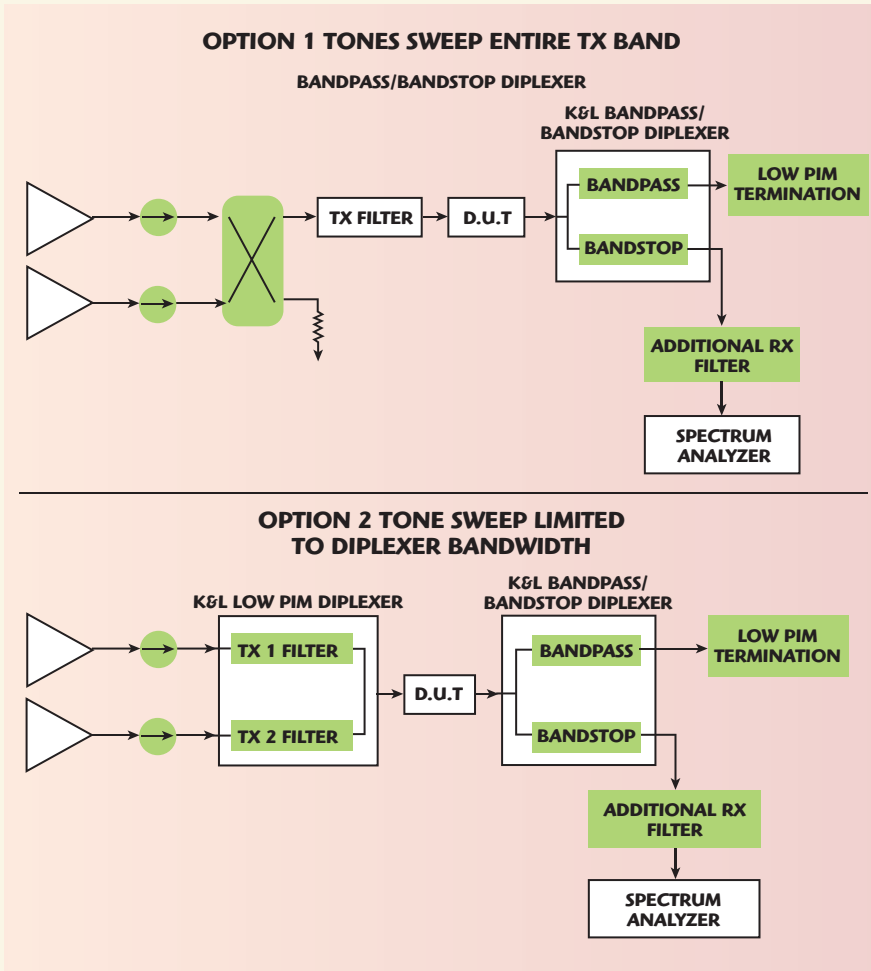 OPTION 1 TONES SWEEP ENTIRE TX BAND
BANDPASS/BANDSTOP DIPLEXER
K&L BANDPASS/
BANDSTOP DIPLEXER
BANDPASS
LOW PIM
TERMINATION
TX FILTER
D.U.T
BANDSTOP
ADDITIONAL RX
FILTER
SPECTRUM
ANALYZER
OPTION 2 TONE SWEEP LIMITED
TO DIPLEXER BANDWIDTH
K&L LOW PIM DIPLEXER
K&L BANDPASS/
BANDSTOP DIPLEXER
TX 1 FILTER
BANDPASS
LOW PIM
TERMINATION
D.U.T
TX 2 FILTER
BANDSTOP
ADDITIONAL RX
FILTER
SPECTRUM
ANALYZER